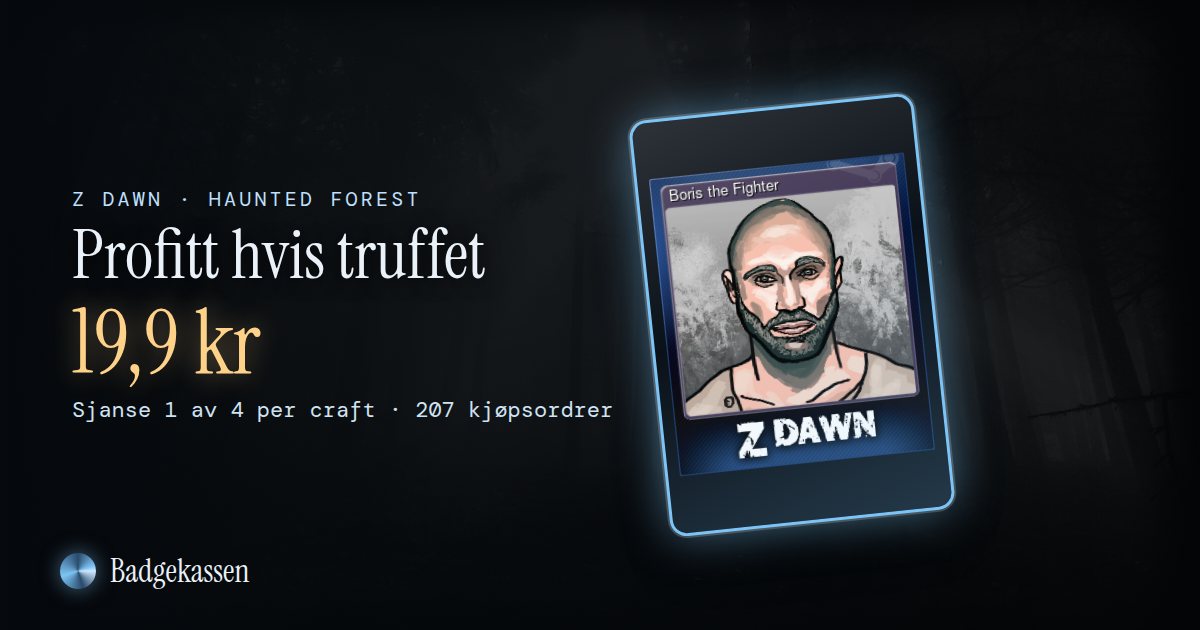 Z DAWN · HAUNTED FOREST
Profitt hvis truffet
19,9 kr
Sjanse 1 av 4 per craft · 207 kjøpsordrer
Boris the Fighter
Z DAWN
Badgekassen